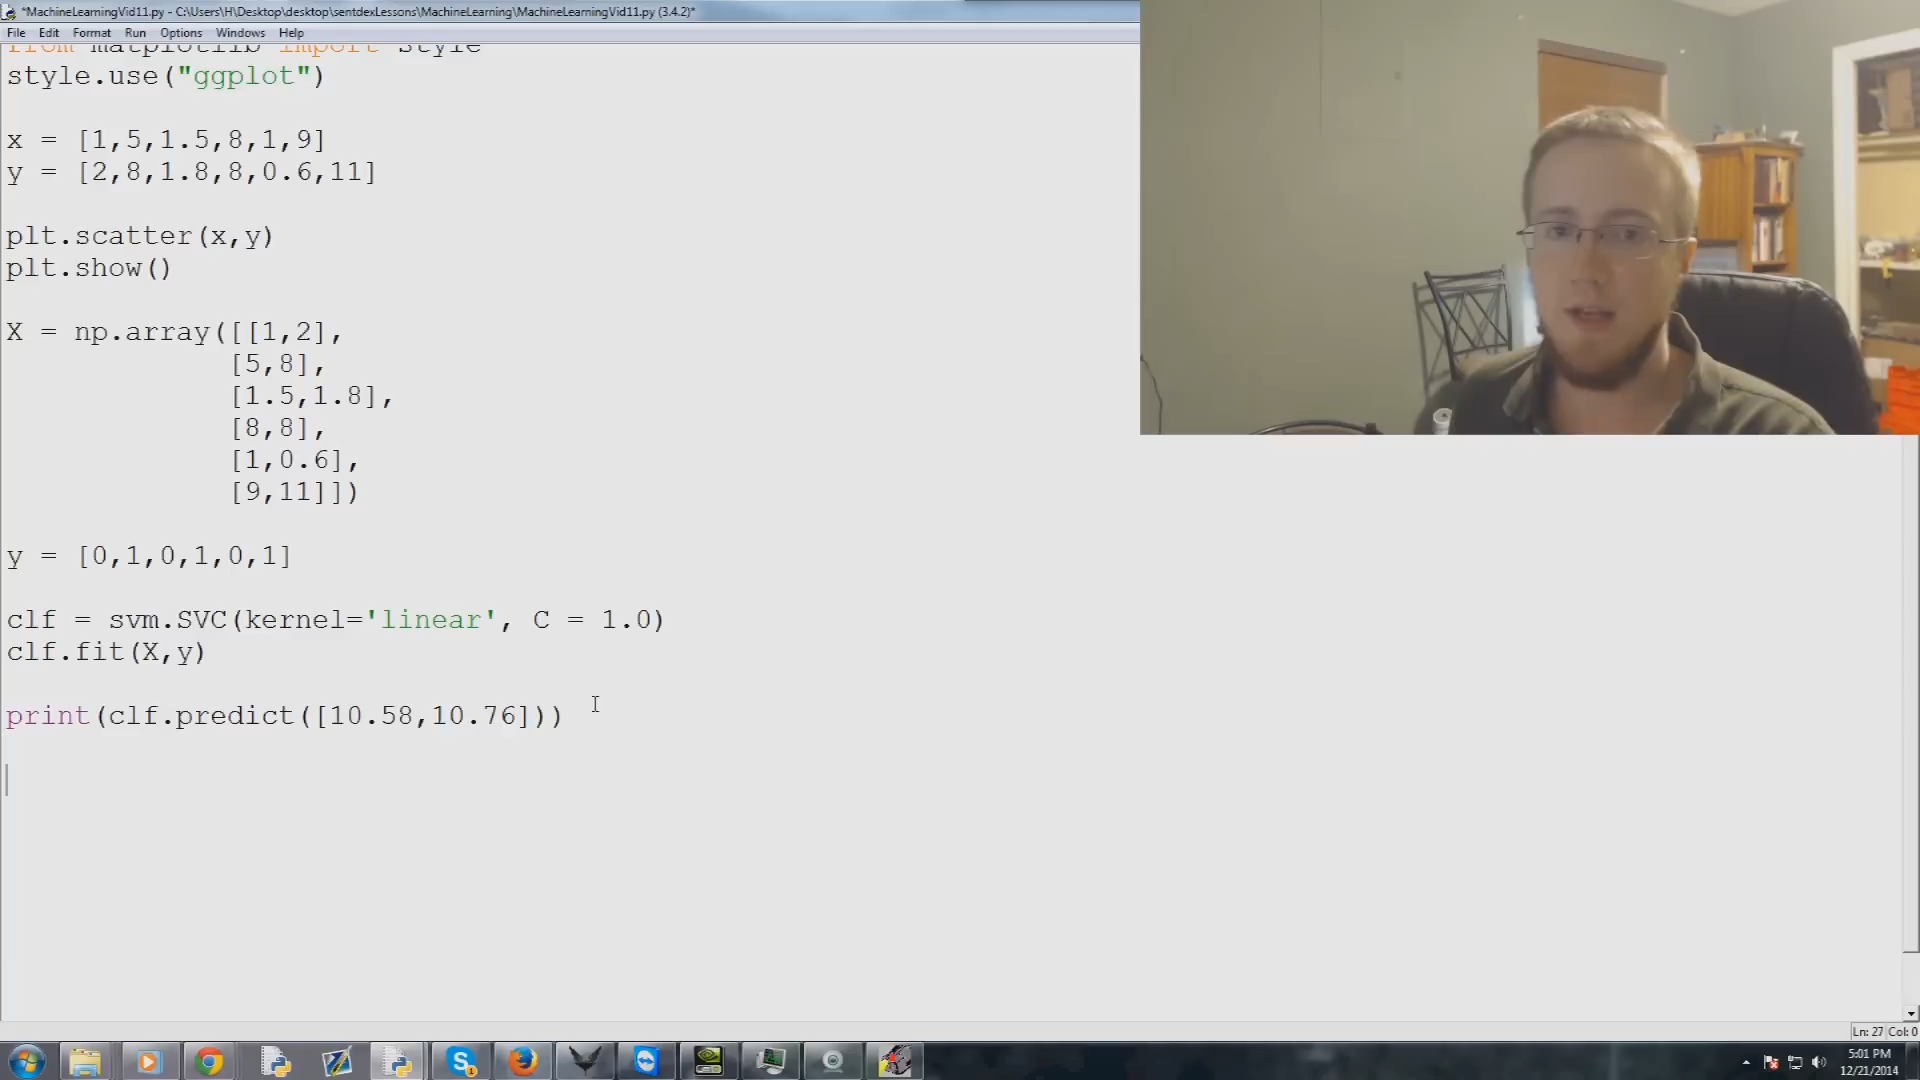 *MachineLearningVid11.py - C:\Users\H\Desktop\desktop\sentdexLessons\MachineLearning\MachineLearningVid11.py (3.4.2)*
File Edit Format Run Options Windows Help
from matplotlib import style
style.use("ggplot")
x = [1,5,1.5,8,1,9]
y = [2,8,1.8,8,0.6,11]
plt.scatter(x,y)
plt.show()
X = np.array([[1,2],
[5,8],
[1.5,1.8],
[8,8],
[1,0.6],
[9,11]])
y = [0,1,0,1,0,1]
clf = svm.SVC(kernel='linear', C = 1.0)
clf.fit(X,y)
print(clf.predict([10.58,10.76]))
Ln: 27 Col: 0
5:01 PM
12/21/2014